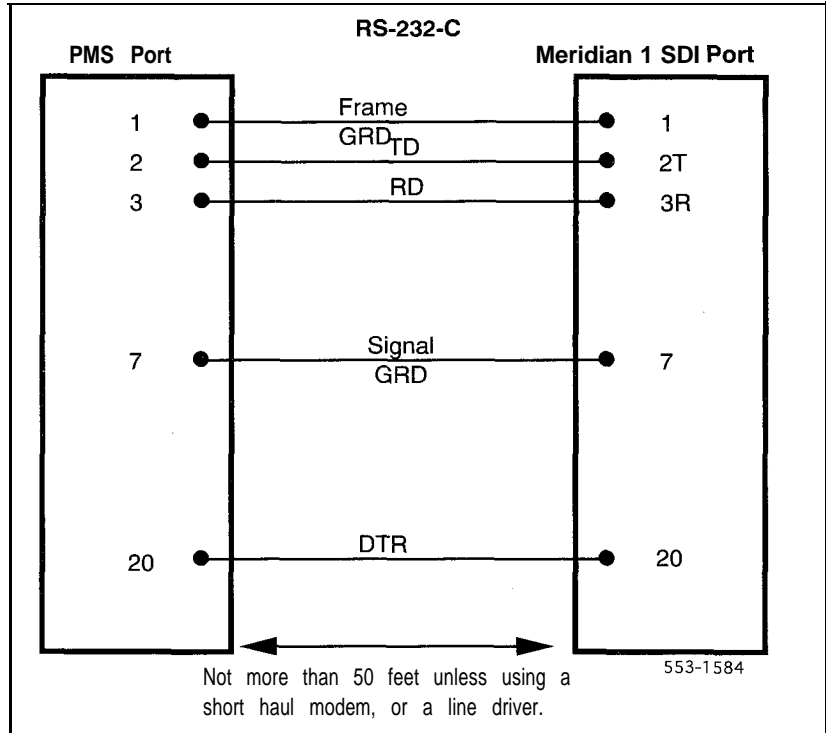 RS-232-C
PMS Port
Meridian 1 SDI Port
1 Frame 1
GRD
2 TD 2T
3 RD 3R
7 Signal 7
GRD
20 DTR 20
553-1584
Not more than 50 feet unless using a
short haul modem, or a line driver.